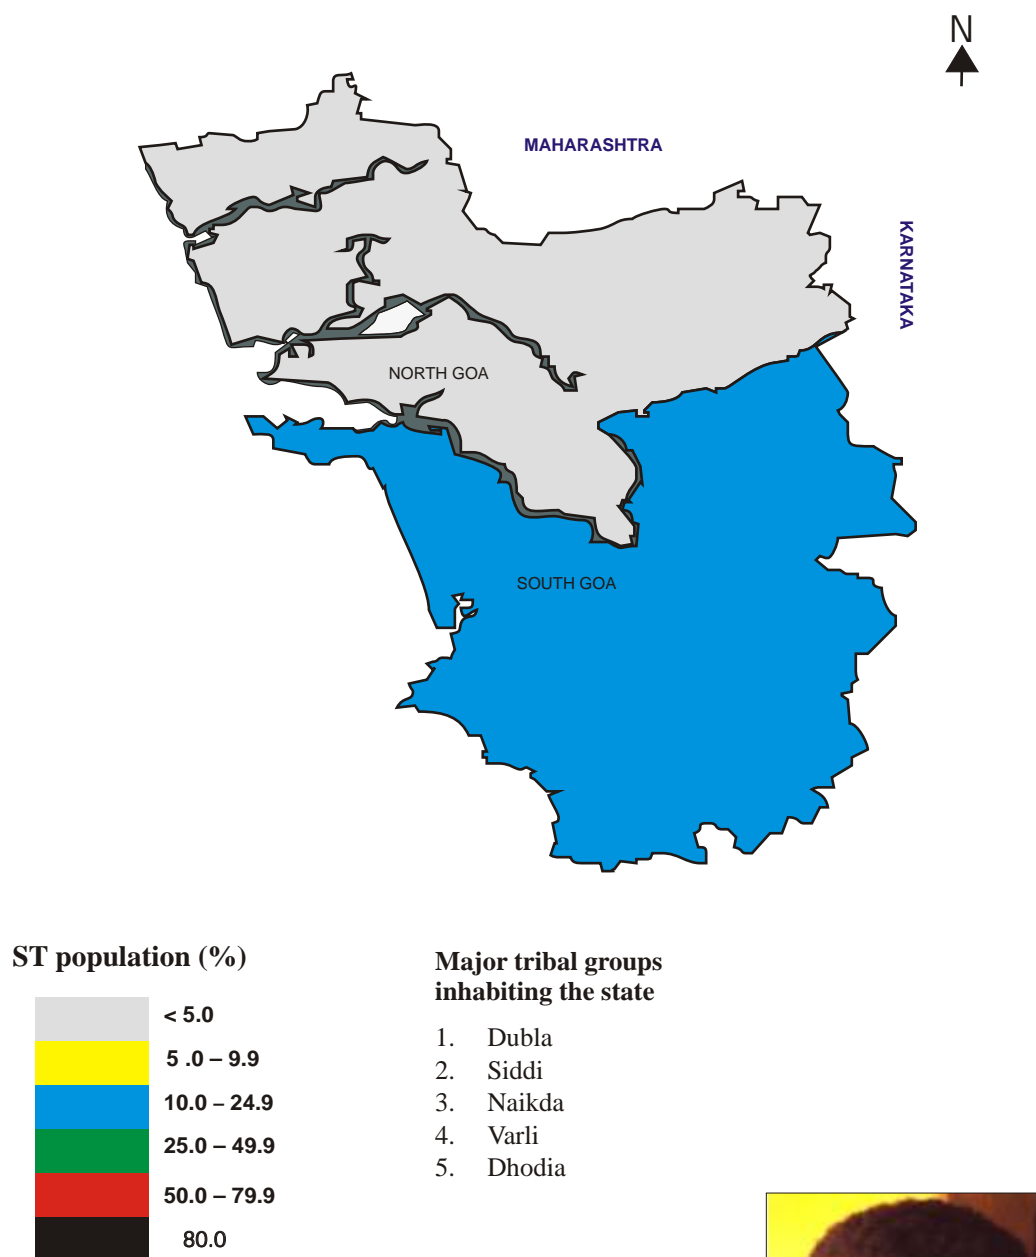 N
MAHARASHTRA
KARNATAKA
NORTH GOA
SOUTH GOA
ST population (%)
< 5.0
5 .0 – 9.9
10.0 – 24.9
25.0 – 49.9
50.0 – 79.9
80.0
Major tribal groups
inhabiting the state
1. Dubla
2. Siddi
3. Naikda
4. Varli
5. Dhodia